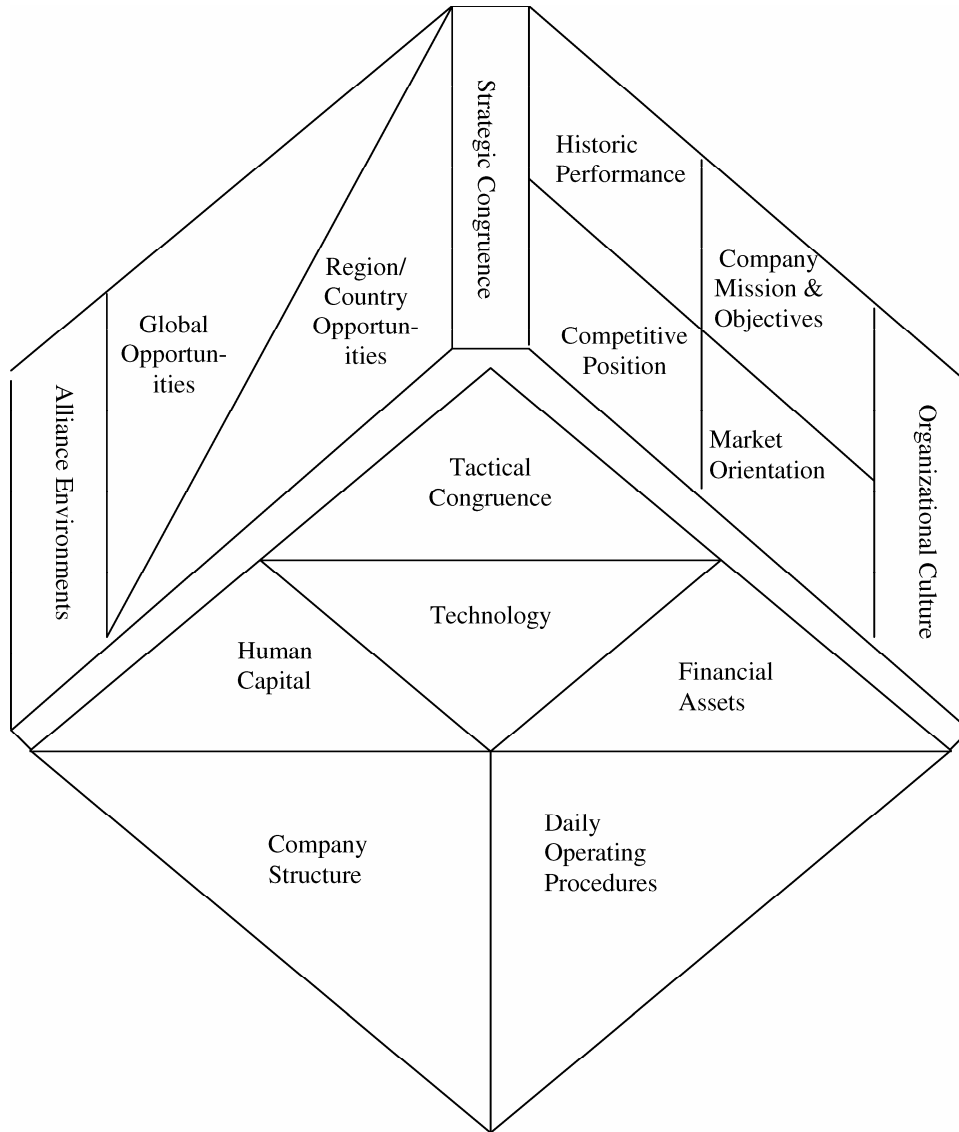 Strategic Congruence
Historic
Performance
Company
Mission &
Objectives
Region/
Country
Opportun-
ities
Global
Opportun-
ities
Competitive
Position
Market
Orientation
Alliance Environments
Organizational Culture
Tactical
Congruence
Technology
Human
Capital
Financial
Assets
Company
Structure
Daily
Operating
Procedures